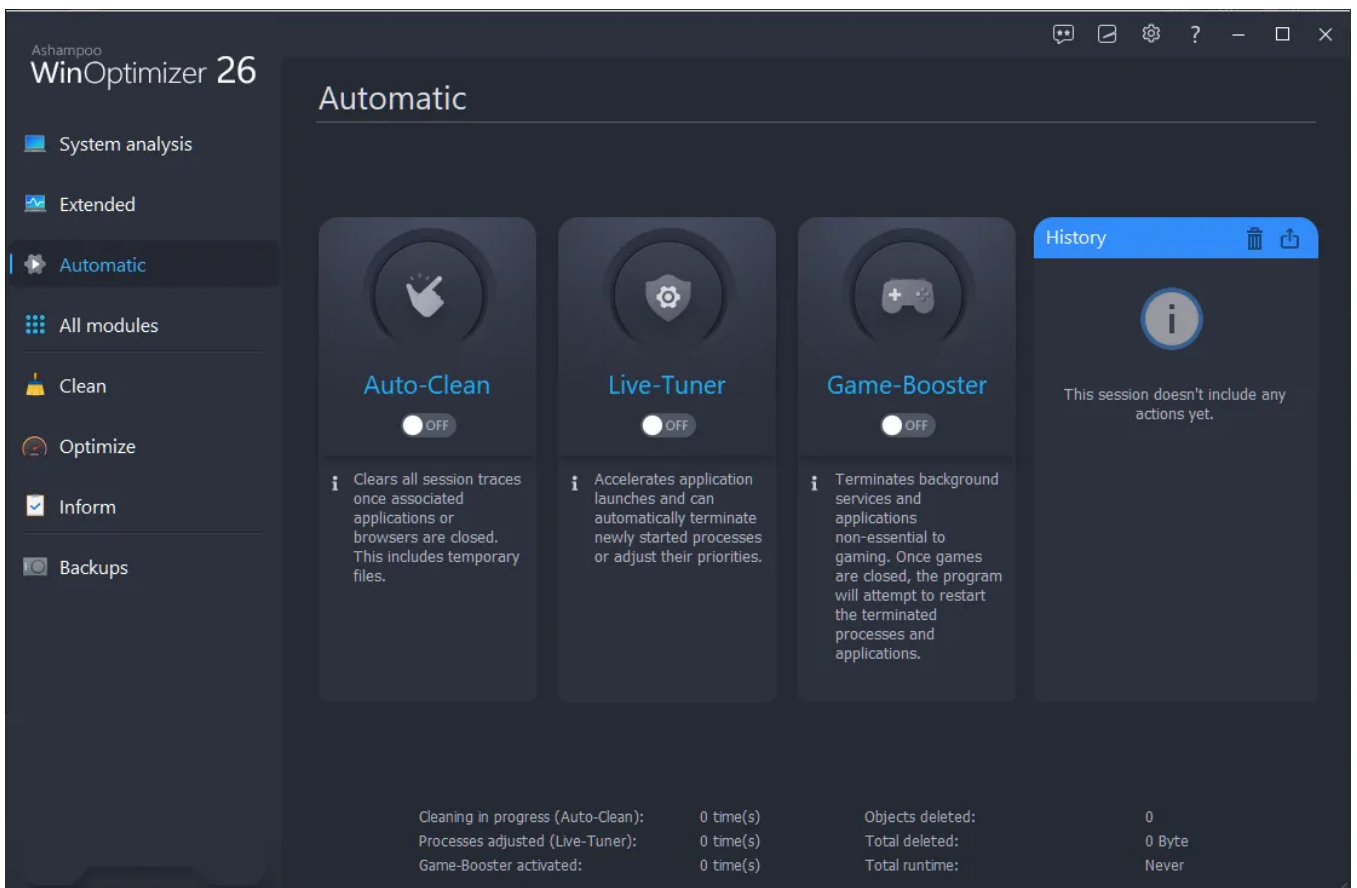 Ashampoo
WinOptimizer 26
?
Automatic
System analysis
Extended
Automatic
All modules
Clean
Optimize
Inform
Backups
Auto-Clean
OFF
Clears all session traces
once associated
applications or
browsers are closed.
This includes temporary
files.
Live-Tuner
OFF
Accelerates application
launches and can
automatically terminate
newly started processes
or adjust their priorities.
Game-Booster
OFF
Terminates background
services and
applications
non-essential to
gaming. Once games
are closed, the program
will attempt to restart
the terminated
processes and
applications.
History
This session doesn't include any
actions yet.
Cleaning in progress (Auto-Clean): 0 time(s)
Processes adjusted (Live-Tuner): 0 time(s)
Game-Booster activated: 0 time(s)
Objects deleted: 0
Total deleted: 0 Byte
Total runtime: Never